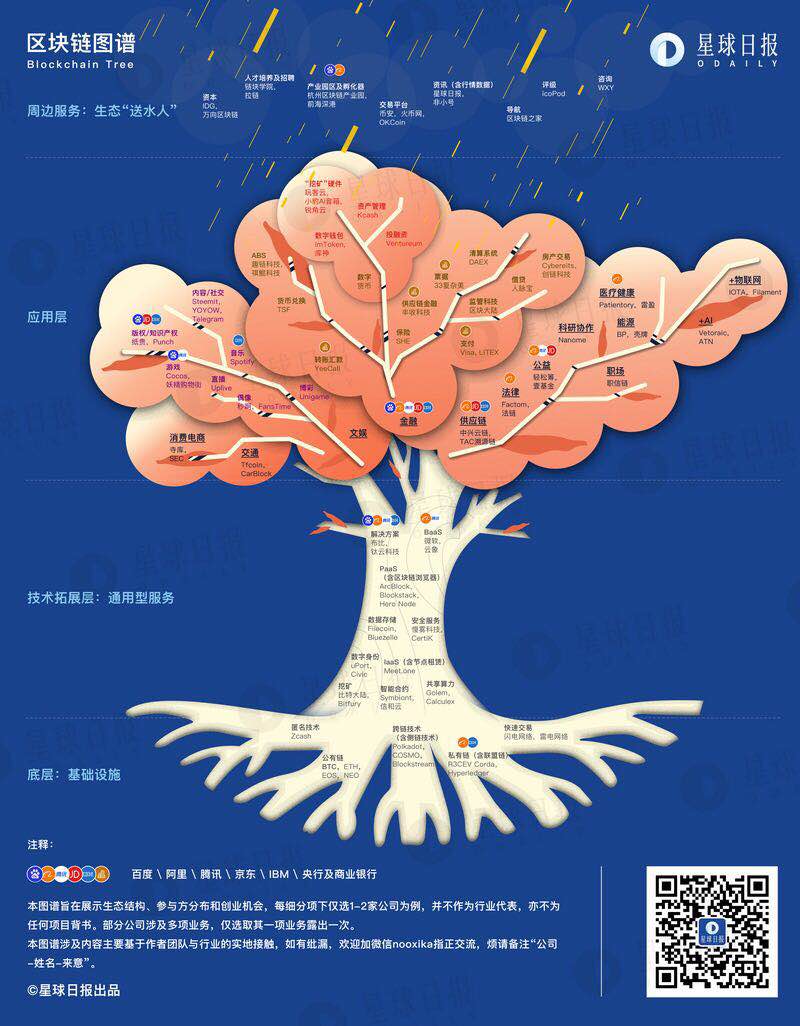 区块链图谱
Blockchain Tree
星球日报
ODAILY
周边服务：生态“送水人”
资本
IDG,
万向区块链
人才培养及招聘
链块学院,
拉链
产业园区及孵化器
杭州区块链产业园,
前海深港
交易平台
币安, 火币网,
OKCoin
资讯（含行情数据）
星球日报,
非小号
导航
区块链之家
评级
icoPod
咨询
WXY
应用层
“挖矿”硬件
玩客云,
小豹AI音箱,
锐角云
资产管理
Kcash
数字钱包
imToken,
库神
投融资
Ventureum
数字
货币
ABS
趣链科技,
祺鲲科技
货币兑换
TSF
转账汇款
YeeCall
清算系统
DAEX
票据
33复杂美
供应链金融
丰收科技
借贷
人脉宝
监管科技
区块大陆
房产交易
Cybereits,
创链科技
保险
SHE
支付
Visa, LITEX
金融
内容/社交
Steemit,
YOYOW,
Telegram
JD
IBM
版权/知识产权
纸贵, Punch
音乐
Spotify
游戏
Cocos,
妖精购物街
直播
Uplive
偶像
秒啊, FansTime
博彩
Unigame
文娱
消费电商
寺库,
SEC
交通
Tfcoin,
CarBlock
医疗健康
Patientory, 雷盈
+物联网
IOTA, Filament
+AI
Vetoraic,
ATN
能源
BP, 壳牌
科研协作
Nancme
公益
轻松筹,
壹基金
职场
职信链
法律
Factom,
法链
供应链
中兴云链,
TAC溯源链
技术拓展层：通用型服务
解决方案
布比,
钛云科技
BaaS
微软,
云象
PaaS
（含区块链浏览器）
ArcBlock,
Blockstack,
Hero Node
数据存储
Filecoin,
Bluezelle
安全服务
慢雾科技,
CertiK
数字身份
uPort,
Civic
IaaS（含节点租赁）
Meet.one
挖矿
比特大陆,
Bitfury
智能合约
Symbiont,
信和云
共享算力
Golem,
Calculex
底层：基础设施
匿名技术
Zcash
公有链
BTC, ETH,
EOS, NEO
跨链技术
（含侧链技术）
Polkadot,
COSMO,
Blockstream
私有链（含联盟链）
R3CEV Corda,
Hyperledger
快速交易
闪电网络, 雷电网络
注释：
腾讯 JD IBM
百度 \ 阿里 \ 腾讯 \ 京东 \ IBM \ 央行及商业银行
本图谱旨在展示生态结构、参与方分布和创业机会，每细分项下仅选1-2家公司为例，并不作为行业代表，亦不为
任何项目背书。部分公司涉及多项业务，仅选取其一项业务露出一次。
本图谱涉及内容主要基于作者团队与行业的实地接触，如有纰漏，欢迎加微信nooxika指正交流，烦请备注“公司
-姓名-来意”。
©星球日报出品
星球日报